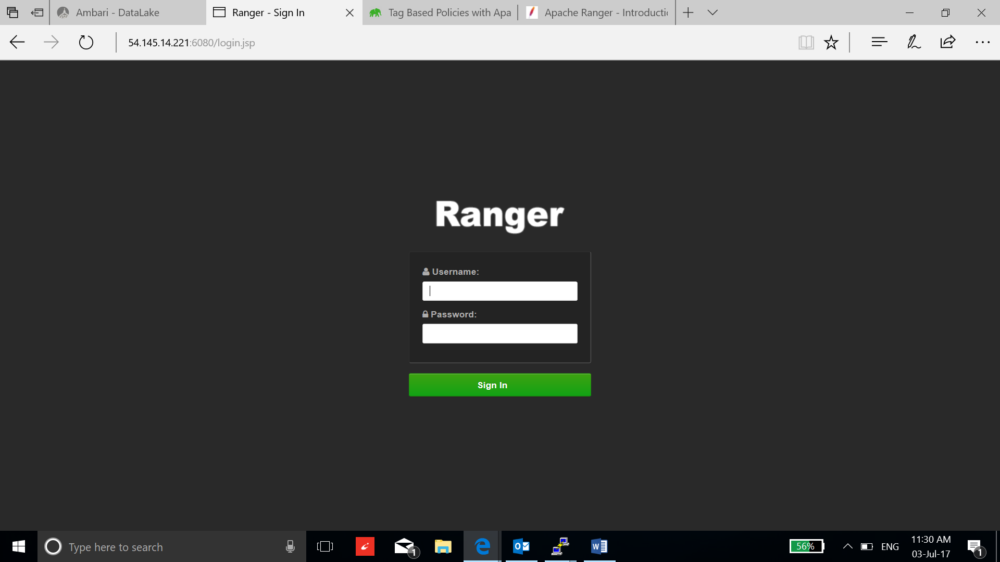 Ambari - DataLake
Ranger - Sign In
Tag Based Policies with Apa
Apache Ranger - Introductic
54.145.14.221:6080/login.jsp
Ranger
Username:
Password:
Sign In
Type here to search
1
56%
ENG
11:30 AM
03-Jul-17
1